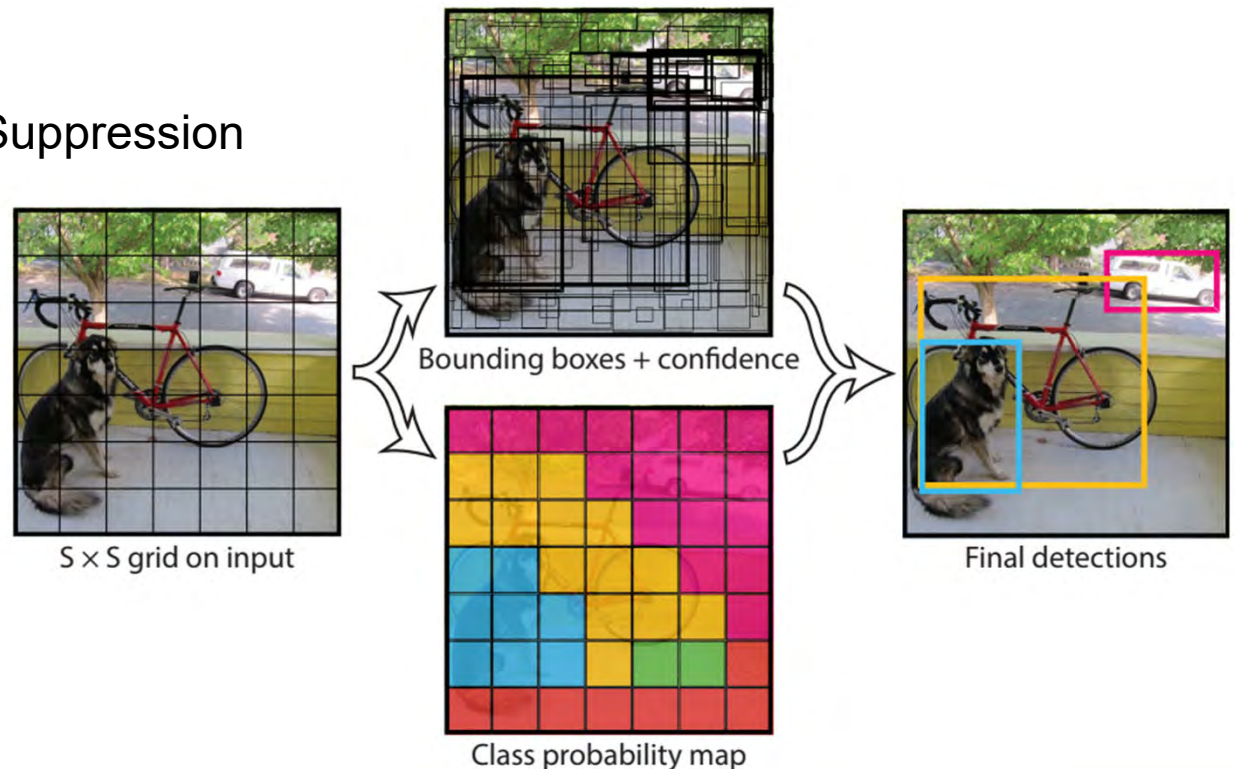 Suppression
S × S grid on input
Bounding boxes + confidence
Class probability map
Final detections